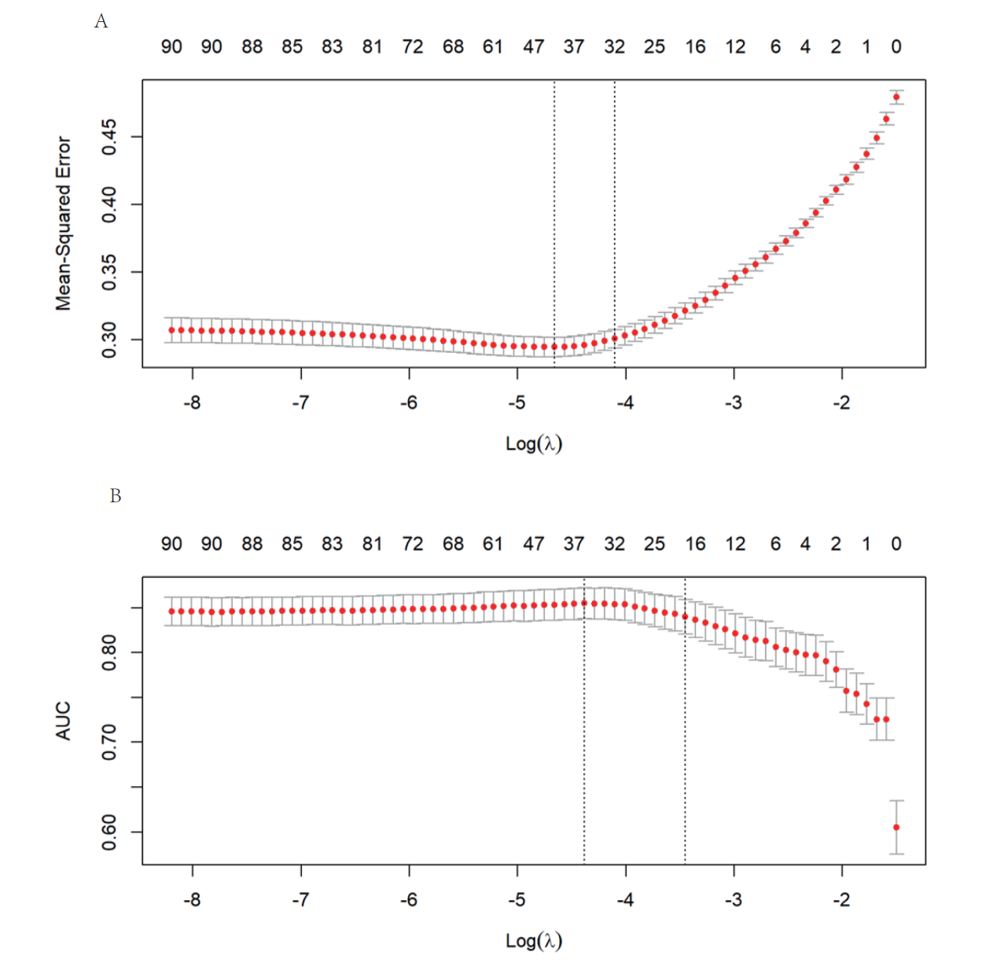 A
90 90 88 85 83 81 72 68 61 47 37 32 25 16 12 6 4 2 1 0
Mean-Squared Error
0.45
0.40
0.35
0.30
-8 -7 -6 -5 -4 -3 -2
Log(λ)
B
90 90 88 85 83 81 72 68 61 47 37 32 25 16 12 6 4 2 1 0
AUC
0.80
0.70
0.60
-8 -7 -6 -5 -4 -3 -2
Log(λ)